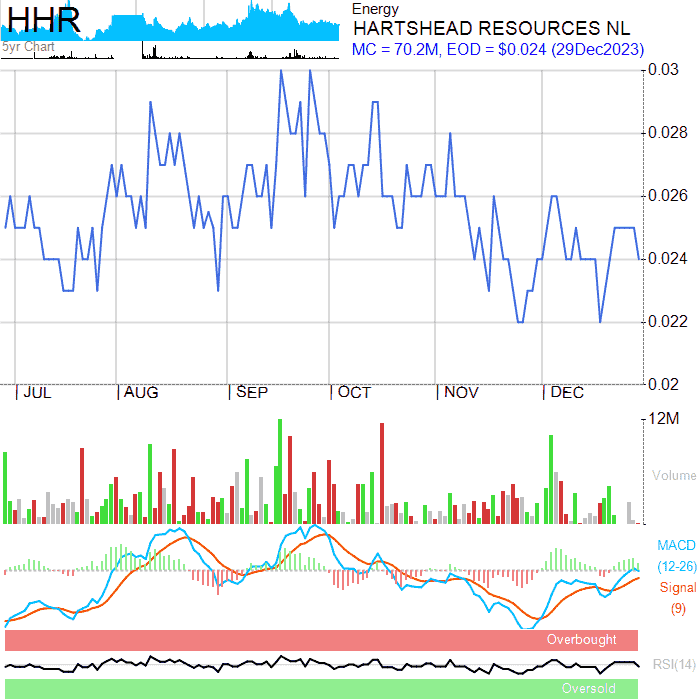 HHR
5yr Chart
Energy
HARTSHEAD RESOURCES NL
MC = 70.2M, EOD = $0.024 (29Dec2023)
0.03
0.028
0.026
0.024
0.022
0.02
| JUL | AUG | SEP | OCT | NOV | DEC
12M
Volume
MACD
(12-26)
Signal
(9)
Overbought
RSI(14)
Oversold